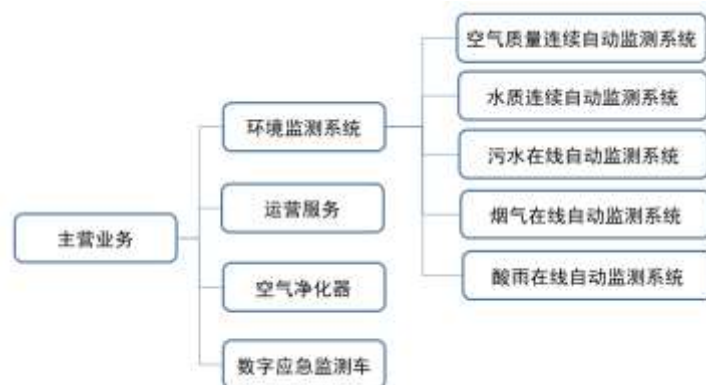 主营业务
环境监测系统
运营服务
空气净化器
数字应急监测车
空气质量连续自动监测系统
水质连续自动监测系统
污水在线自动监测系统
烟气在线自动监测系统
酸雨在线自动监测系统